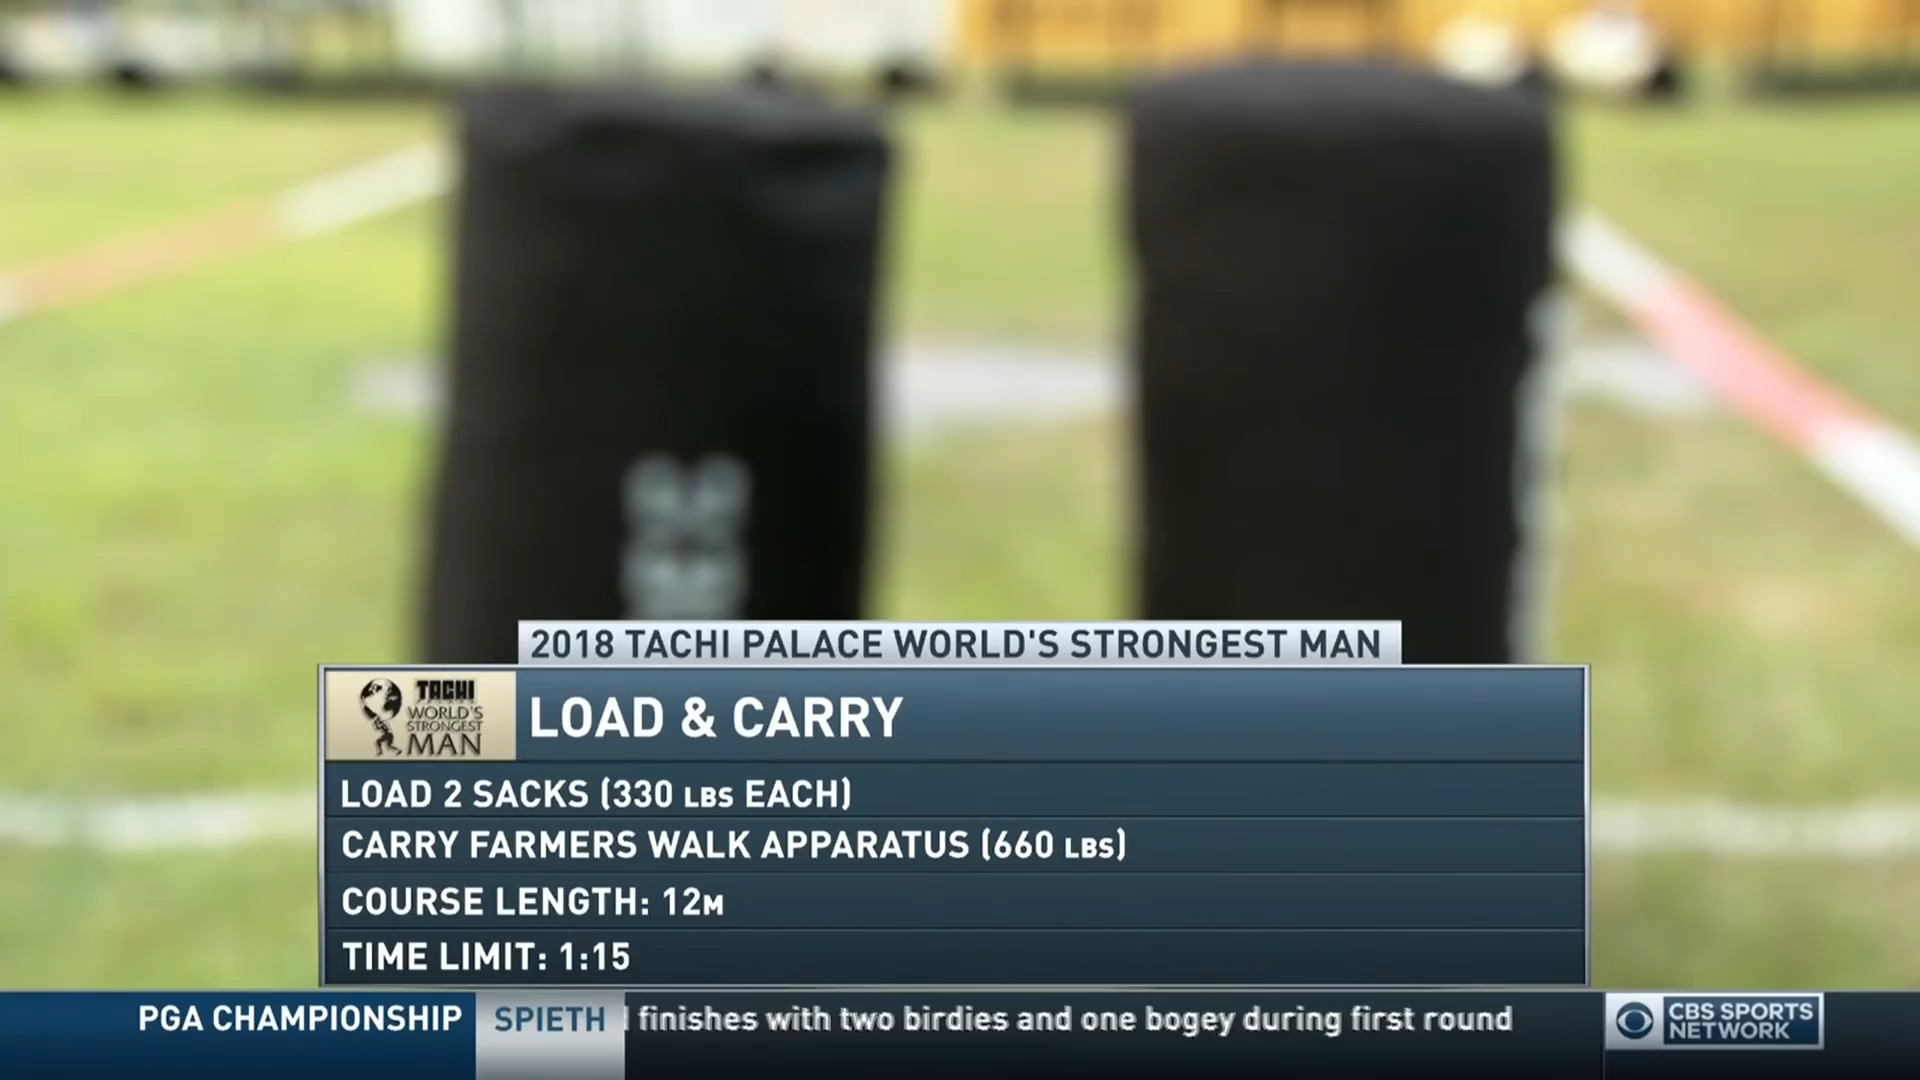 2018 TACHI PALACE WORLD'S STRONGEST MAN
TACHI
WORLD'S
STRONGEST
MAN
LOAD & CARRY
LOAD 2 SACKS (330 LBS EACH)
CARRY FARMERS WALK APPARATUS (660 LBS)
COURSE LENGTH: 12M
TIME LIMIT: 1:15
PGA CHAMPIONSHIP SPIETH finishes with two birdies and one bogey during first round
CBS SPORTS
NETWORK